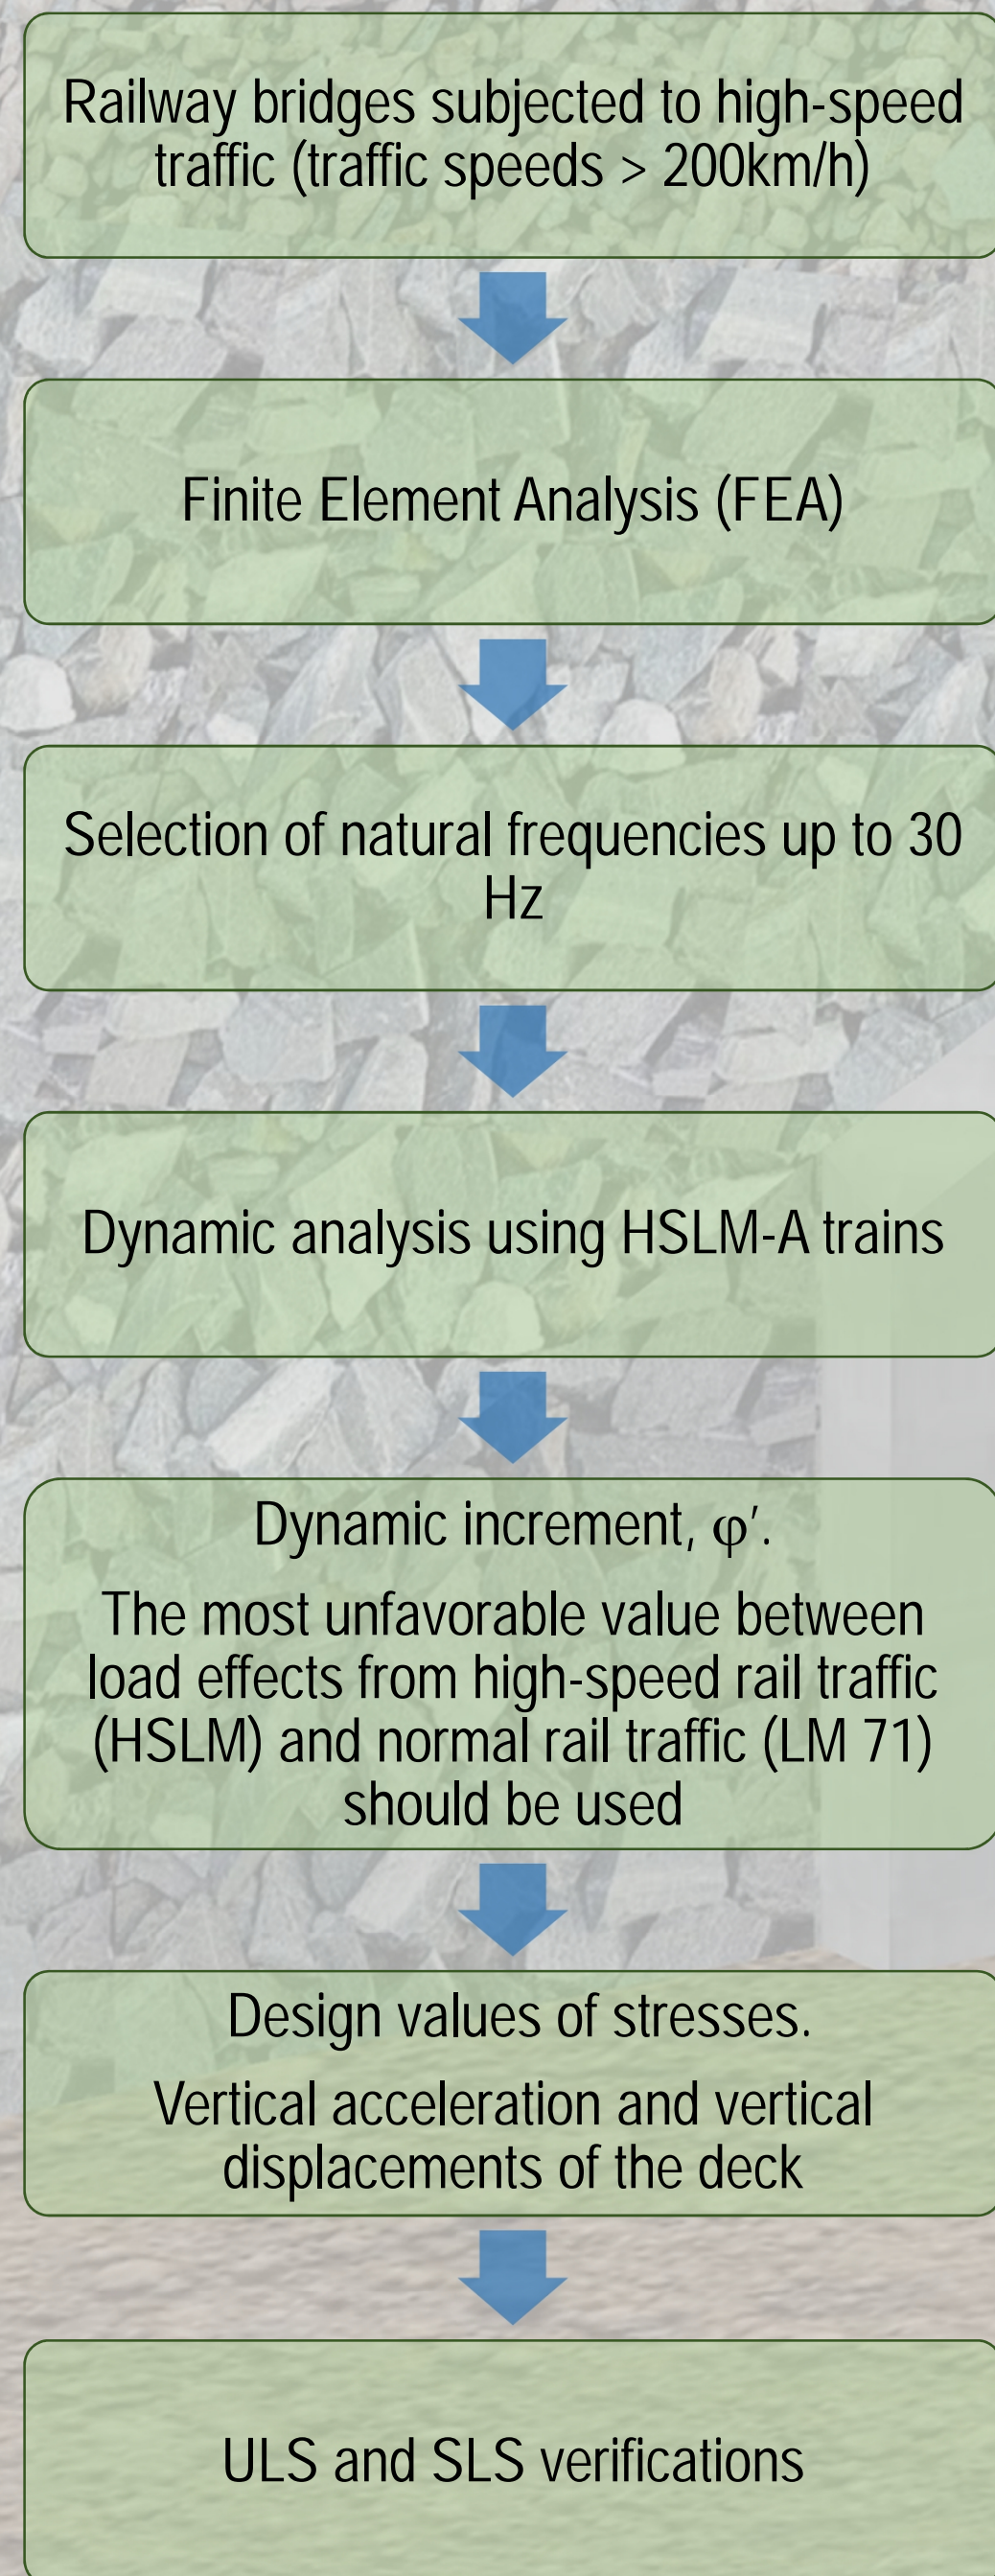 Railway bridges subjected to high-speed
traffic (traffic speeds > 200km/h)
Finite Element Analysis (FEA)
Selection of natural frequencies up to 30
Hz
Dynamic analysis using HSLM-A trains
Dynamic increment, φ′.
The most unfavorable value between
load effects from high-speed rail traffic
(HSLM) and normal rail traffic (LM 71)
should be used
Design values of stresses.
Vertical acceleration and vertical
displacements of the deck
ULS and SLS verifications